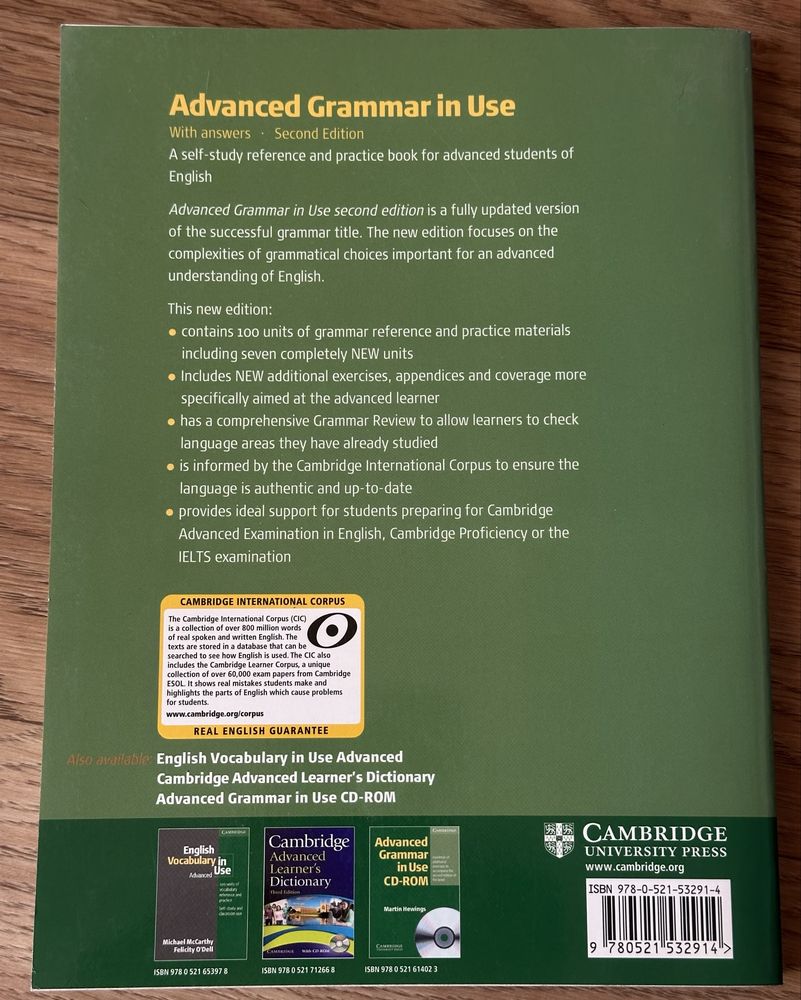 Advanced Grammar in Use
With answers · Second Edition
A self-study reference and practice book for advanced students of
English
Advanced Grammar in Use second edition is a fully updated version
of the successful grammar title. The new edition focuses on the
complexities of grammatical choices important for an advanced
understanding of English.
This new edition:
• contains 100 units of grammar reference and practice materials
including seven completely NEW units
• Includes NEW additional exercises, appendices and coverage more
specifically aimed at the advanced learner
• has a comprehensive Grammar Review to allow learners to check
language areas they have already studied
• is informed by the Cambridge International Corpus to ensure the
language is authentic and up-to-date
• provides ideal support for students preparing for Cambridge
Advanced Examination in English, Cambridge Proficiency or the
IELTS examination
CAMBRIDGE INTERNATIONAL CORPUS
The Cambridge International Corpus (CIC)
is a collection of over 800 million words
of real spoken and written English. The
texts are stored in a database that can be
searched to see how English is used. The CIC also
includes the Cambridge Learner Corpus, a unique
collection of over 60,000 exam papers from Cambridge
ESOL. It shows real mistakes students make and
highlights the parts of English which cause problems
for students.
www.cambridge.org/corpus
REAL ENGLISH GUARANTEE
Also available: English Vocabulary in Use Advanced
Cambridge Advanced Learner's Dictionary
Advanced Grammar in Use CD-ROM
CAMBRIDGE
English
Vocabulary in
Use
Advanced
Michael McCarthy
Felicity O'Dell
ISBN 978 0 521 65397 8
Cambridge
Advanced
Learner's
Dictionary
Third Edition
CAMBRIDGE
With CD-ROM
ISBN 978 0 521 71266 8
CAMBRIDGE
Advanced
Grammar
in Use
CD-ROM
Martin Hewings
CAMBRIDGE
ISBN 978 0 521 61402 3
CAMBRIDGE
UNIVERSITY PRESS
www.cambridge.org
ISBN 978-0-521-53291-4
9 780521 532914 >